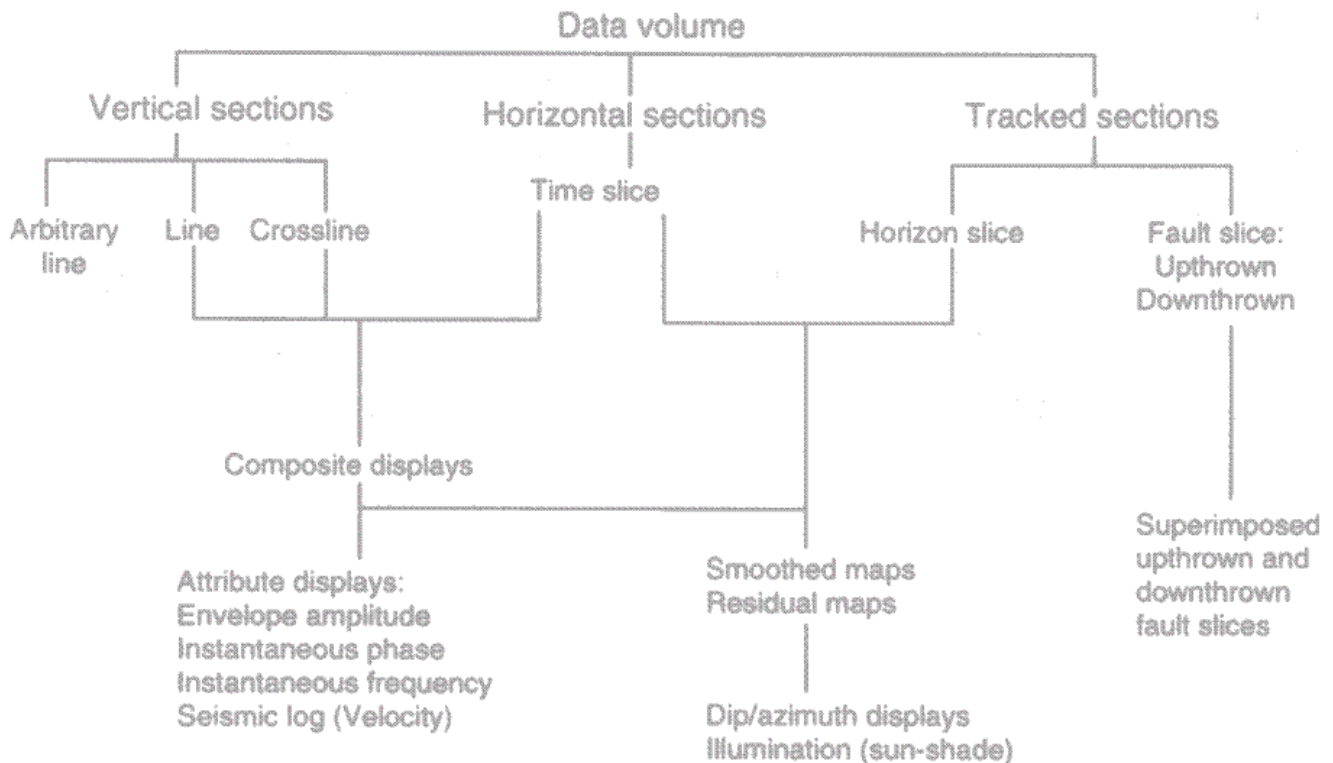 Data volume
Vertical sections
Horizontal sections
Tracked sections
Arbitrary
line
Line
Crossline
Time slice
Horizon slice
Fault slice:
Upthrown
Downthrown
Composite displays
Attribute displays:
Envelope amplitude
Instantaneous phase
Instantaneous frequency
Seismic log (Velocity)
Smoothed maps
Residual maps
Dip/azimuth displays
Illumination (sun-shade)
Superimposed
upthrown and
downthrown
fault slices